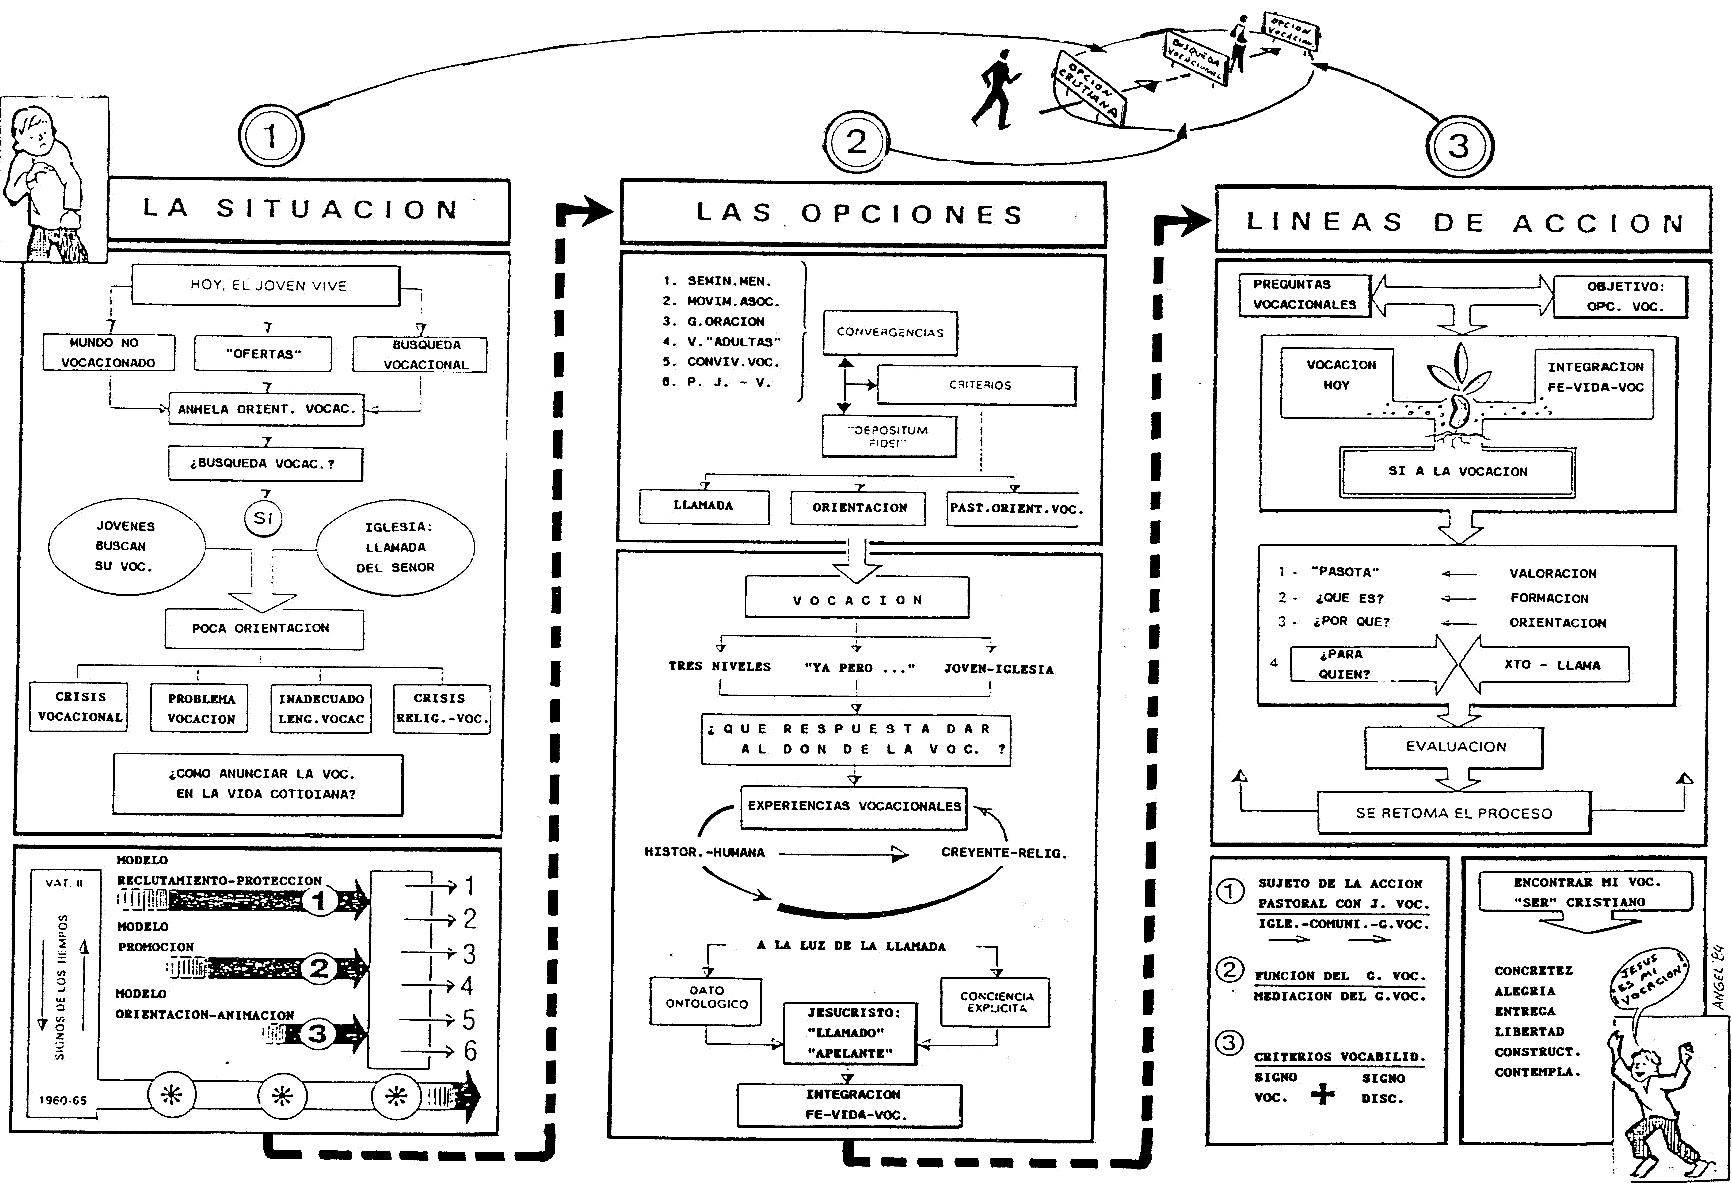 OPCION
CRISTIANA
BUSQUEDA
VOCACIONAL
OPCION
VOCACIONAL
1
LA SITUACION
HOY, EL JOVEN VIVE
MUNDO NO
VOCACIONADO
"OFERTAS"
BUSQUEDA
VOCACIONAL
ANHELA ORIENT. VOCAC.
¿BUSQUEDA VOCAC.?
SI
JOVENES
BUSCAN
SU VOC.
IGLESIA:
LLAMADA
DEL SENOR
POCA ORIENTACION
CRISIS
VOCACIONAL
PROBLEMA
VOCACION
INADECUADO
LENG.VOCAC
CRISIS
RELIG.-VOC.
¿COMO ANUNCIAR LA VOC.
EN LA VIDA COTIDIANA?
VAT. II
SIGNOS DE LOS TIEMPOS
1960-65
MODELO
RECLUTAMIENTO-PROTECCION
1
MODELO
PROMOCION
2
MODELO
ORIENTACION-ANIMACION
3
1
2
3
4
5
6
2
LAS OPCIONES
1. SEMIN.MEN.
2. MOVIM.ASOC.
3. G.ORACION
4. V."ADULTAS"
5. CONVIV.VOC.
6. P. J. - V.
CONVERGENCIAS
CRITERIOS
"DEPOSITUM
FIDEI"
LLAMADA
ORIENTACION
PAST.ORIENT.VOC.
VOCACION
TRES NIVELES
"YA PERO ..."
JOVEN-IGLESIA
¿QUE RESPUESTA DAR
AL DON DE LA VOC. ?
EXPERIENCIAS VOCACIONALES
HISTOR.-HUMANA
CREYENTE-RELIG.
A LA LUZ DE LA LLAMADA
DATO
ONTOLOGICO
CONCIENCIA
EXPLICITA
JESUCRISTO:
"LLAMADO"
"APELANTE"
INTEGRACION
FE-VIDA-VOC.
3
LINEAS DE ACCION
PREGUNTAS
VOCACIONALES
OBJETIVO:
OPC. VOC.
VOCACION
HOY
INTEGRACION
FE-VIDA-VOC
SI A LA VOCACION
1 - "PASOTA" VALORACION
2 - ¿QUE ES? FORMACION
3 - ¿POR QUE? ORIENTACION
4 ¿PARA
QUIEN?
XTO - LLAMA
EVALUACION
SE RETOMA EL PROCESO
1 SUJETO DE LA ACCION
PASTORAL CON J. VOC.
IGLE.-COMUNI.-G.VOC.
2 FUNCION DEL G. VOC.
MEDIACION DEL G.VOC.
3
CRITERIOS VOCABILID.
SIGNO
VOC.
+
SIGNO
DISC.
ENCONTRAR MI VOC.
"SER" CRISTIANO
CONCRETEZ
ALEGRIA
ENTREGA
LIBERTAD
CONSTRUCT.
CONTEMPLA.
¡JESUS
ES MI
VOCACION!
ANGEL 84